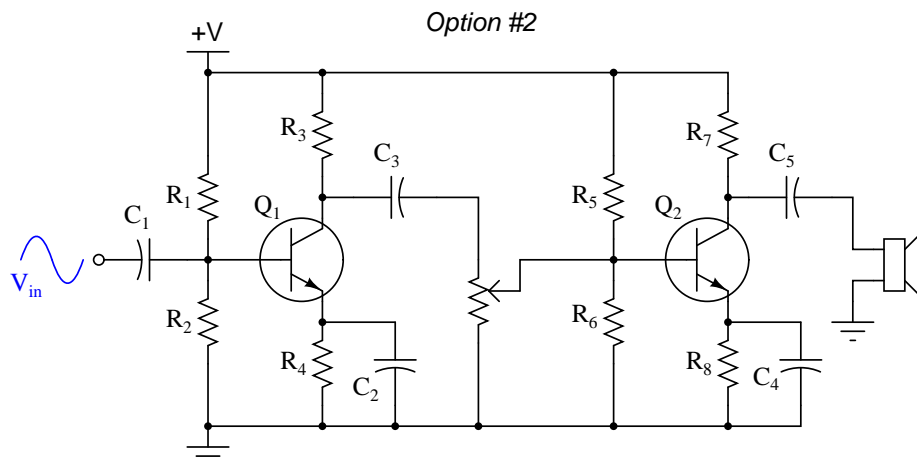 Option #2
+V
R3
R7
C3
C5
R1
Q1
R5
Q2
C1
Vin
R2
R6
R4
C2
R8
C4